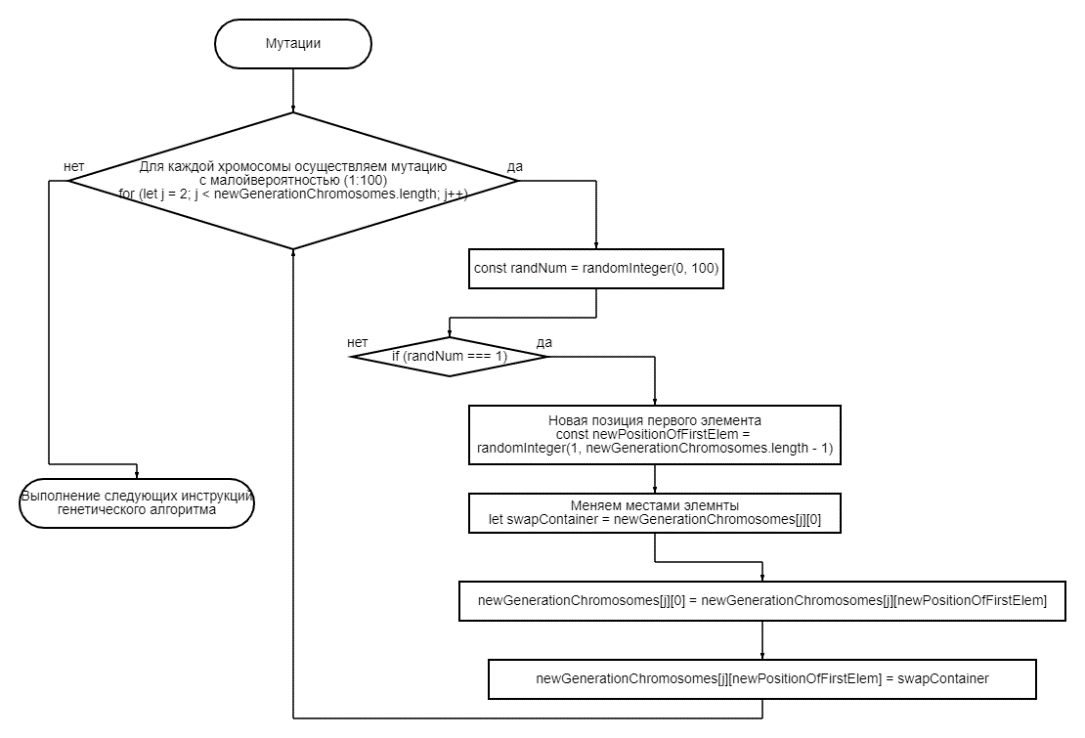 Мутации
нет
да
Для каждой хромосомы осуществляем мутацию
с малойвероятностью (1:100)
for (let j = 2; j < newGenerationChromosomes.length; j++)
const randNum = randomInteger(0, 100)
нет
да
if (randNum === 1)
Новая позиция первого элемента
const newPositionOfFirstElem =
randomInteger(1, newGenerationChromosomes.length - 1)
Выполнение следующих инструкций
генетического алгоритма
Меняем местами элемнты
let swapContainer = newGenerationChromosomes[j][0]
newGenerationChromosomes[j][0] = newGenerationChromosomes[j][newPositionOfFirstElem]
newGenerationChromosomes[j][newPositionOfFirstElem] = swapContainer